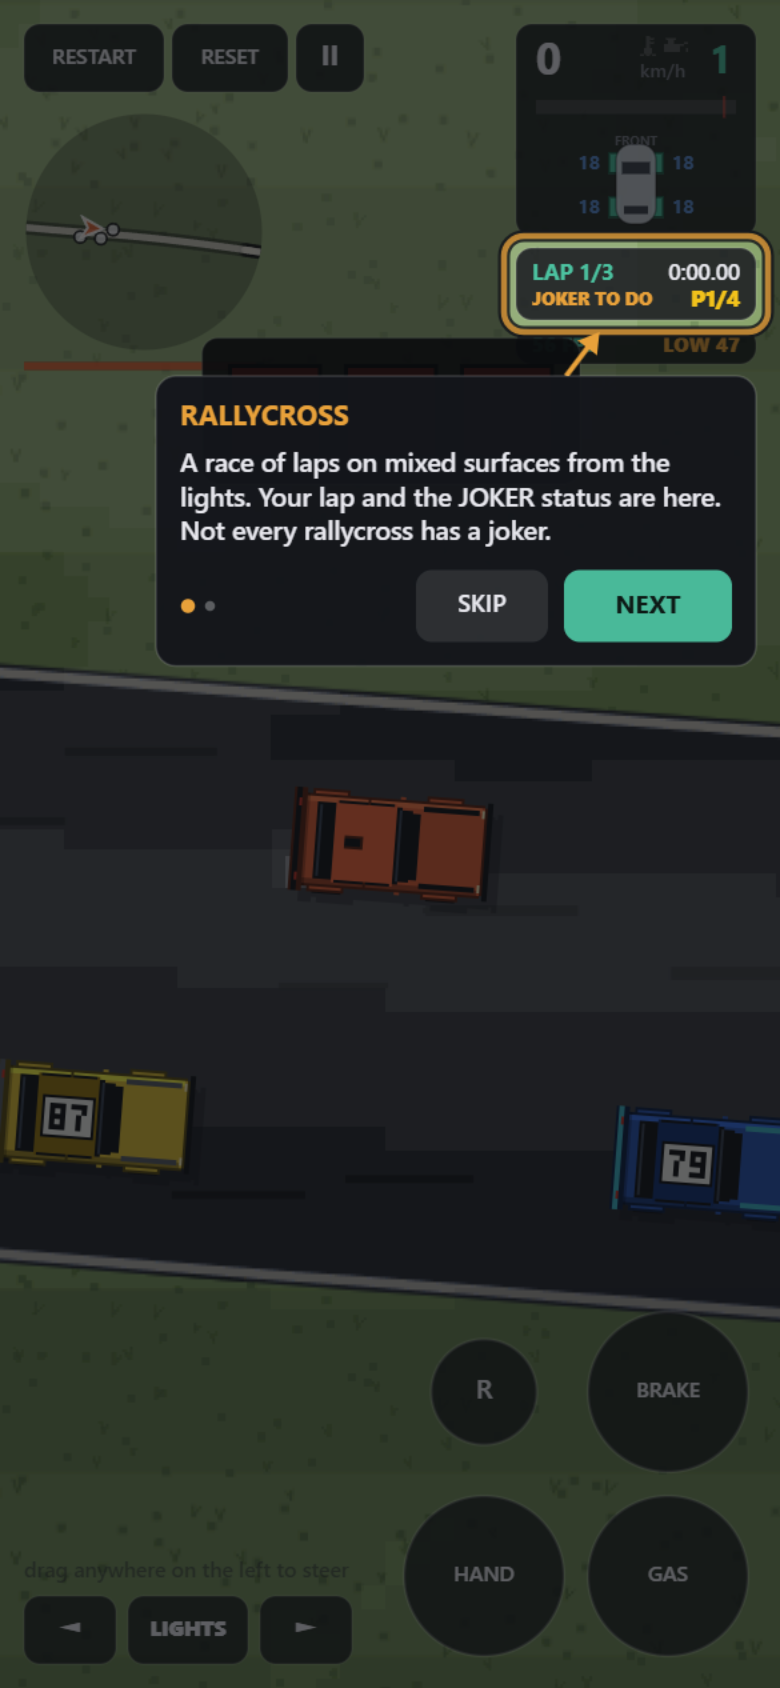 RESTART RESET
0 km/h 1
FRONT
18 18
18 18
LAP 1/3 0:00.00
JOKER TO DO P1/4
LOW 47
RALLYCROSS
A race of laps on mixed surfaces from the
lights. Your lap and the JOKER status are here.
Not every rallycross has a joker.
SKIP NEXT
87
79
R BRAKE
HAND GAS
drag anywhere on the left to steer
LIGHTS